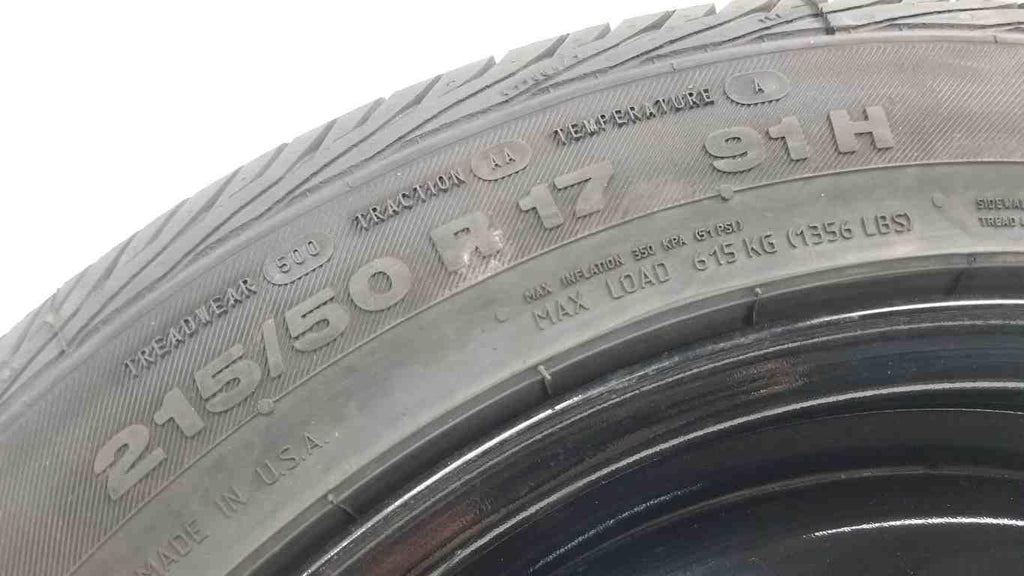 TREADWEAR 500 TRACTION AA TEMPERATURE A
215/50 R 17 91H
MAX INFLATION 350 KPA (51 PSI)
MAX LOAD 615 KG (1356 LBS)
MADE IN U.S.A.
TREAD